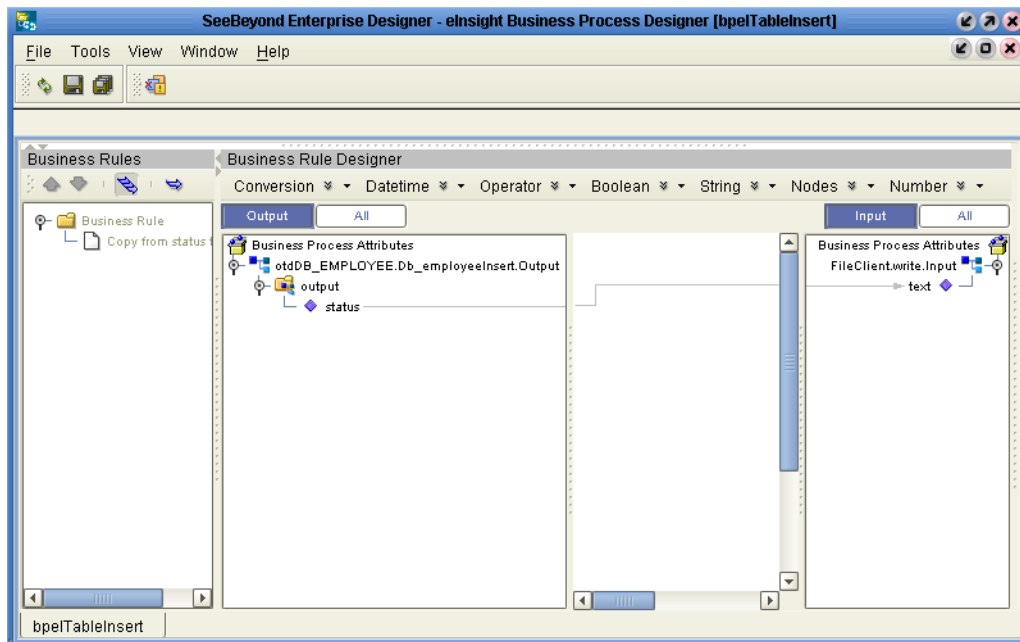 SeeBeyond Enterprise Designer - eInsight Business Process Designer [bpelTableInsert]
File Tools View Window Help
Business Rules
Business Rule Designer
Conversion Datetime Operator Boolean String Nodes Number
Business Rule
Copy from status
Output All
Input All
Business Process Attributes
otdDB_EMPLOYEE.Db_employeeInsert.Output
output
status
Business Process Attributes
FileClient.write.Input
text
bpelTableInsert